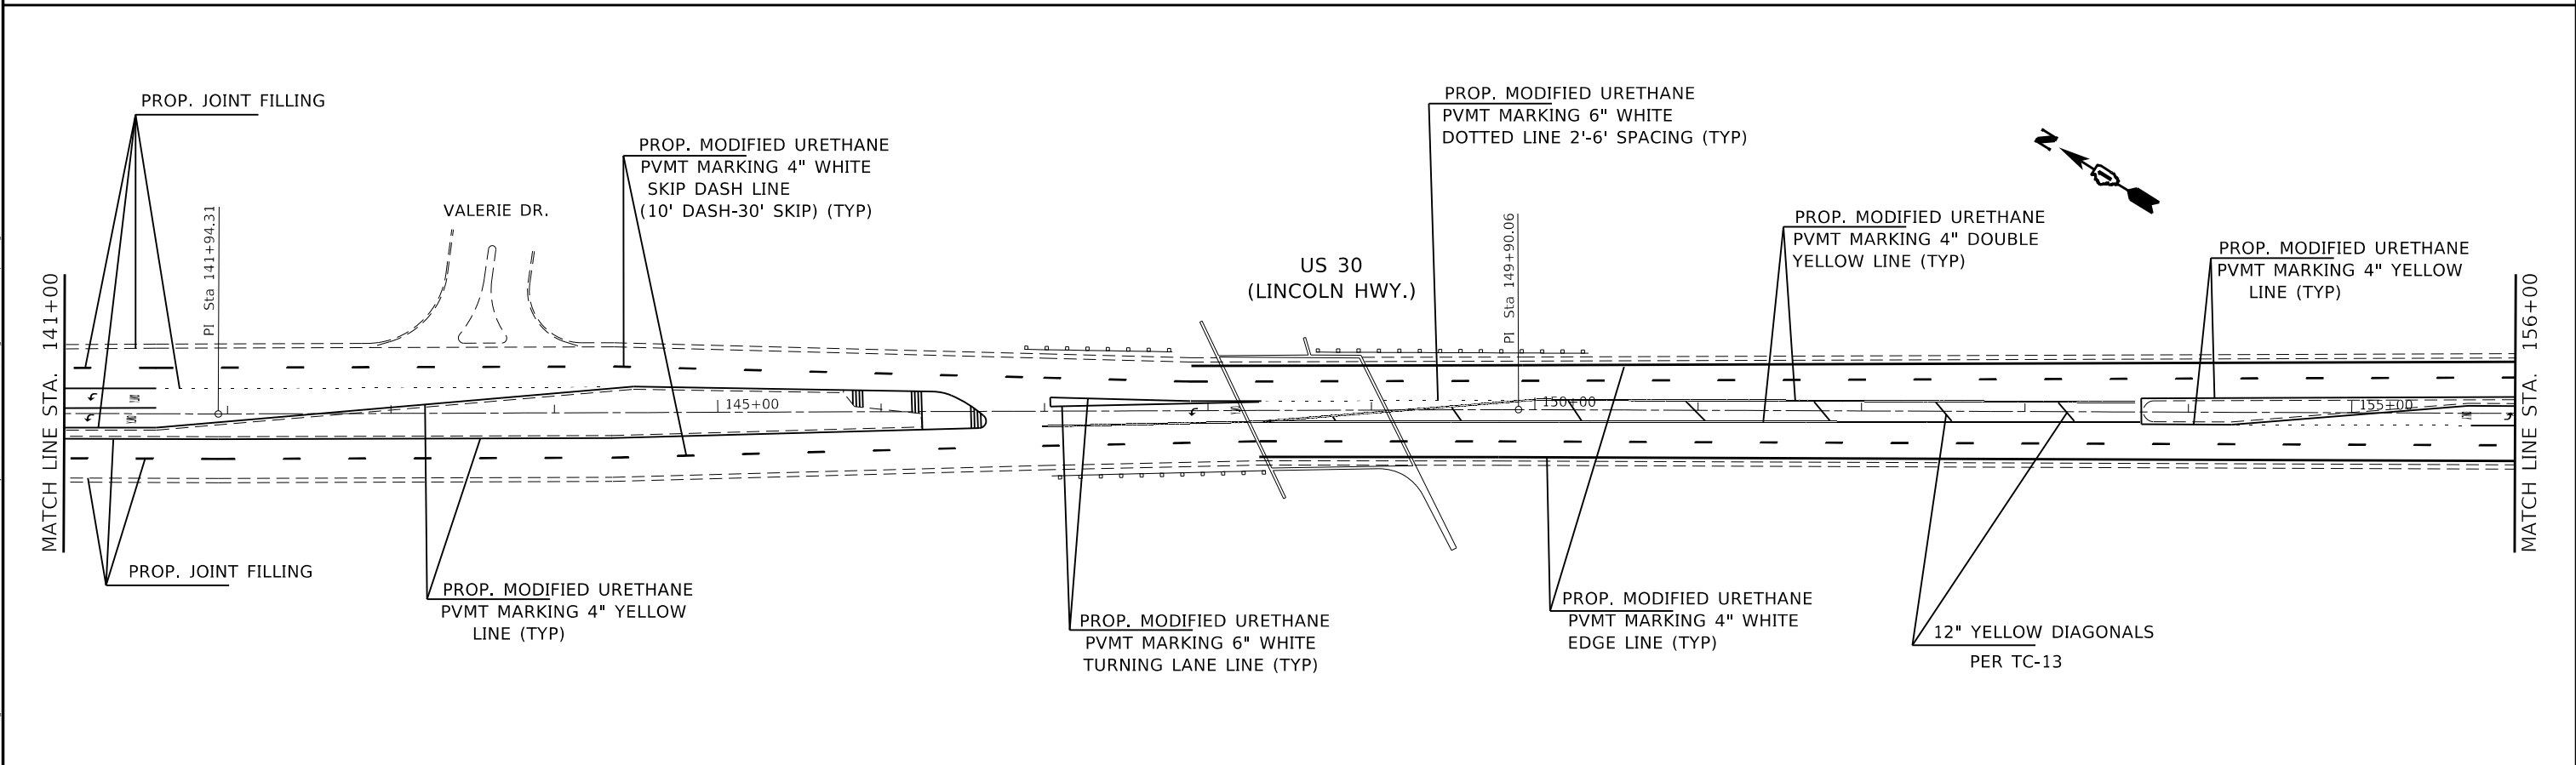 PROP. JOINT FILLING
PROP. MODIFIED URETHANE
PVMT MARKING 4" WHITE
SKIP DASH LINE
(10' DASH-30' SKIP) (TYP)
VALERIE DR.
PI Sta 141+94.31
MATCH LINE STA. 141+00
PROP. MODIFIED URETHANE
PVMT MARKING 6" WHITE
DOTTED LINE 2'-6' SPACING (TYP)
US 30
(LINCOLN HWY.)
PI Sta 149+90.06
N
PROP. MODIFIED URETHANE
PVMT MARKING 4" DOUBLE
YELLOW LINE (TYP)
PROP. MODIFIED URETHANE
PVMT MARKING 4" YELLOW
LINE (TYP)
MATCH LINE STA. 156+00
145+00
150+00
155+00
PROP. JOINT FILLING
PROP. MODIFIED URETHANE
PVMT MARKING 4" YELLOW
LINE (TYP)
PROP. MODIFIED URETHANE
PVMT MARKING 6" WHITE
TURNING LANE LINE (TYP)
PROP. MODIFIED URETHANE
PVMT MARKING 4" WHITE
EDGE LINE (TYP)
12" YELLOW DIAGONALS
PER TC-13